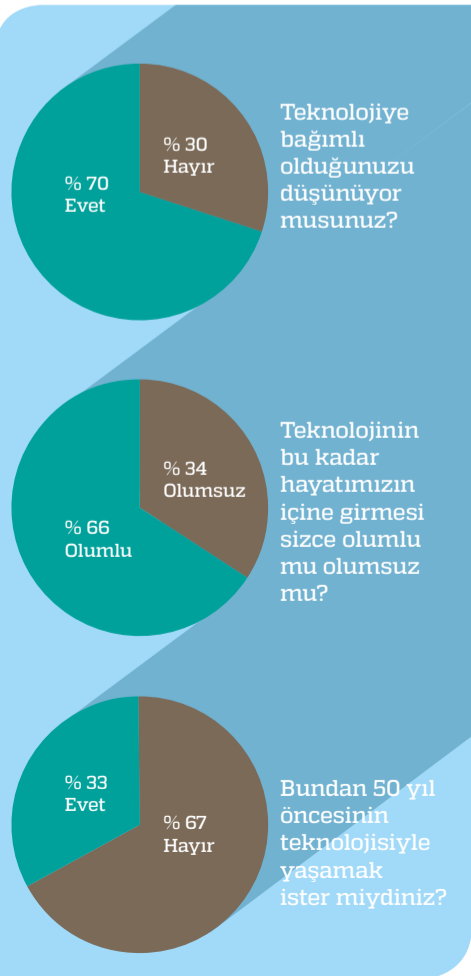 % 30
Hayır
% 70
Evet
Teknolojiye
bağımlı
olduğunuzu
düşünüyor
musunuz?
% 34
Olumsuz
% 66
Olumlu
Teknolojinin
bu kadar
hayatımızın
içine girmesi
sizce olumlu
mu olumsuz
mu?
% 33
Evet
% 67
Hayır
Bundan 50 yıl
öncesinin
teknolojisiyle
yaşamak
ister miydiniz?